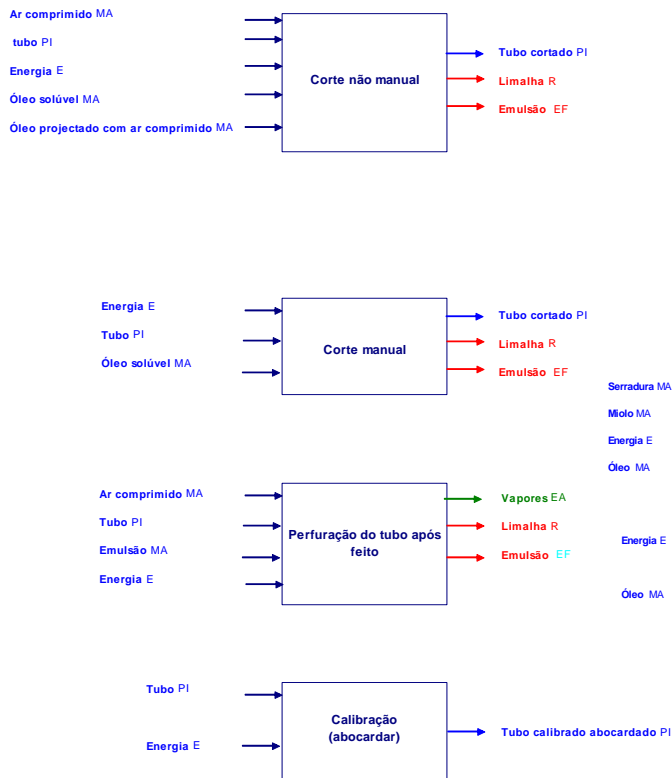 Ar comprimido MA
tubo PI
Energia E
Óleo solúvel MA
Óleo projectado com ar comprimido MA
Corte não manual
Tubo cortado PI
Limalha R
Emulsão EF
Energia E
Tubo PI
Óleo solúvel MA
Corte manual
Tubo cortado PI
Limalha R
Emulsão EF
Serradura MA
Miolo MA
Energia E
Óleo MA
Ar comprimido MA
Tubo PI
Emulsão MA
Energia E
Perfuração do tubo após
feito
Vapores EA
Limalha R
Emulsão EF
Energia E
Óleo MA
Tubo PI
Energia E
Calibração
(abocardar)
Tubo calibrado abocardado PI